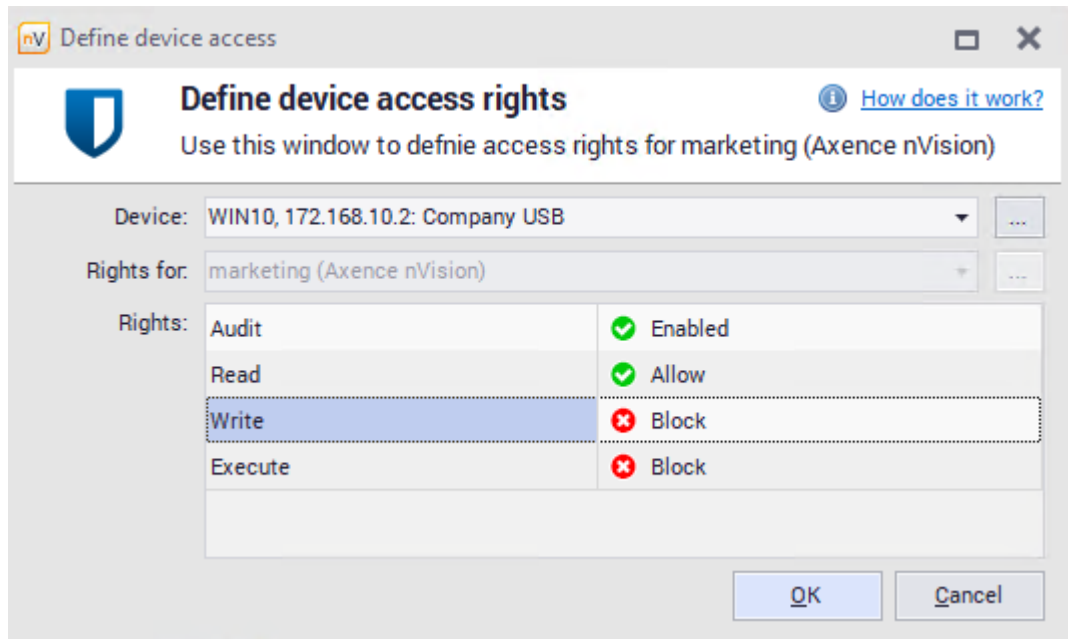 nV Define device access
Define device access rights
How does it work?
Use this window to defnie access rights for marketing (Axence nVision)
Device: WIN10, 172.168.10.2: Company USB ...
Rights for: marketing (Axence nVision) ...
Rights: Audit Enabled
Read Allow
Write Block
Execute Block
OK Cancel